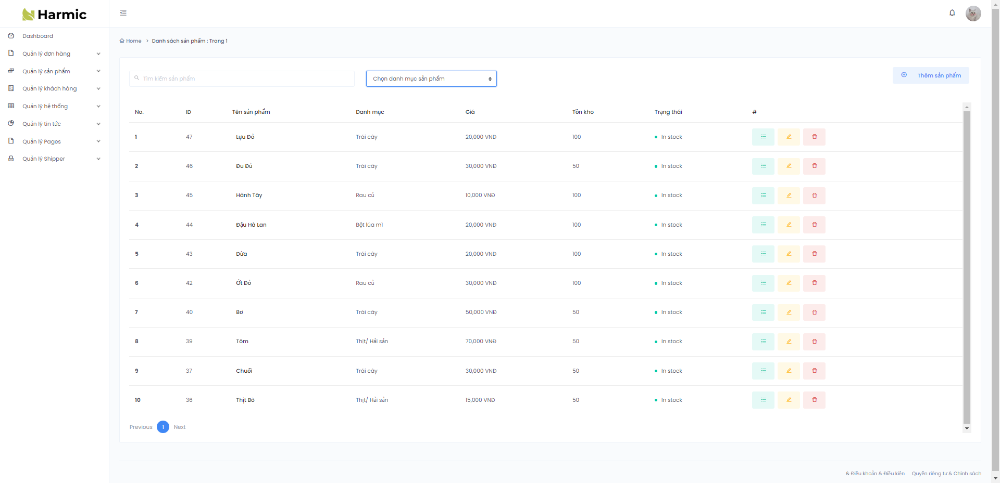 Harmic
Dashboard
Quản lý đơn hàng
Quản lý sản phẩm
Quản lý khách hàng
Quản lý hệ thống
Quản lý tin tức
Quản lý Pages
Quản lý Shipper
Home > Danh sách sản phẩm : Trang 1
Tìm kiếm sản phẩm
Chọn danh mục sản phẩm
Thêm sản phẩm
No. ID Tên sản phẩm Danh mục Giá Tồn kho Trạng thái #
1 47 Lựu Đỏ Trái cây 20,000 VNĐ 100 In stock
2 46 Đu Đủ Trái cây 30,000 VNĐ 50 In stock
3 45 Hành Tây Rau củ 10,000 VNĐ 100 In stock
4 44 Đậu Hà Lan Bột lúa mì 20,000 VNĐ 100 In stock
5 43 Dừa Trái cây 20,000 VNĐ 100 In stock
6 42 Ớt Đỏ Rau củ 30,000 VNĐ 100 In stock
7 40 Bơ Trái cây 50,000 VNĐ 50 In stock
8 39 Tôm Thịt/ Hải sản 70,000 VNĐ 50 In stock
9 37 Chuối Trái cây 30,000 VNĐ 50 In stock
10 36 Thịt Bò Thịt/ Hải sản 15,000 VNĐ 50 In stock
Previous 1 Next
& Điều khoản & Điều kiện Quyền riêng tư & Chính sách